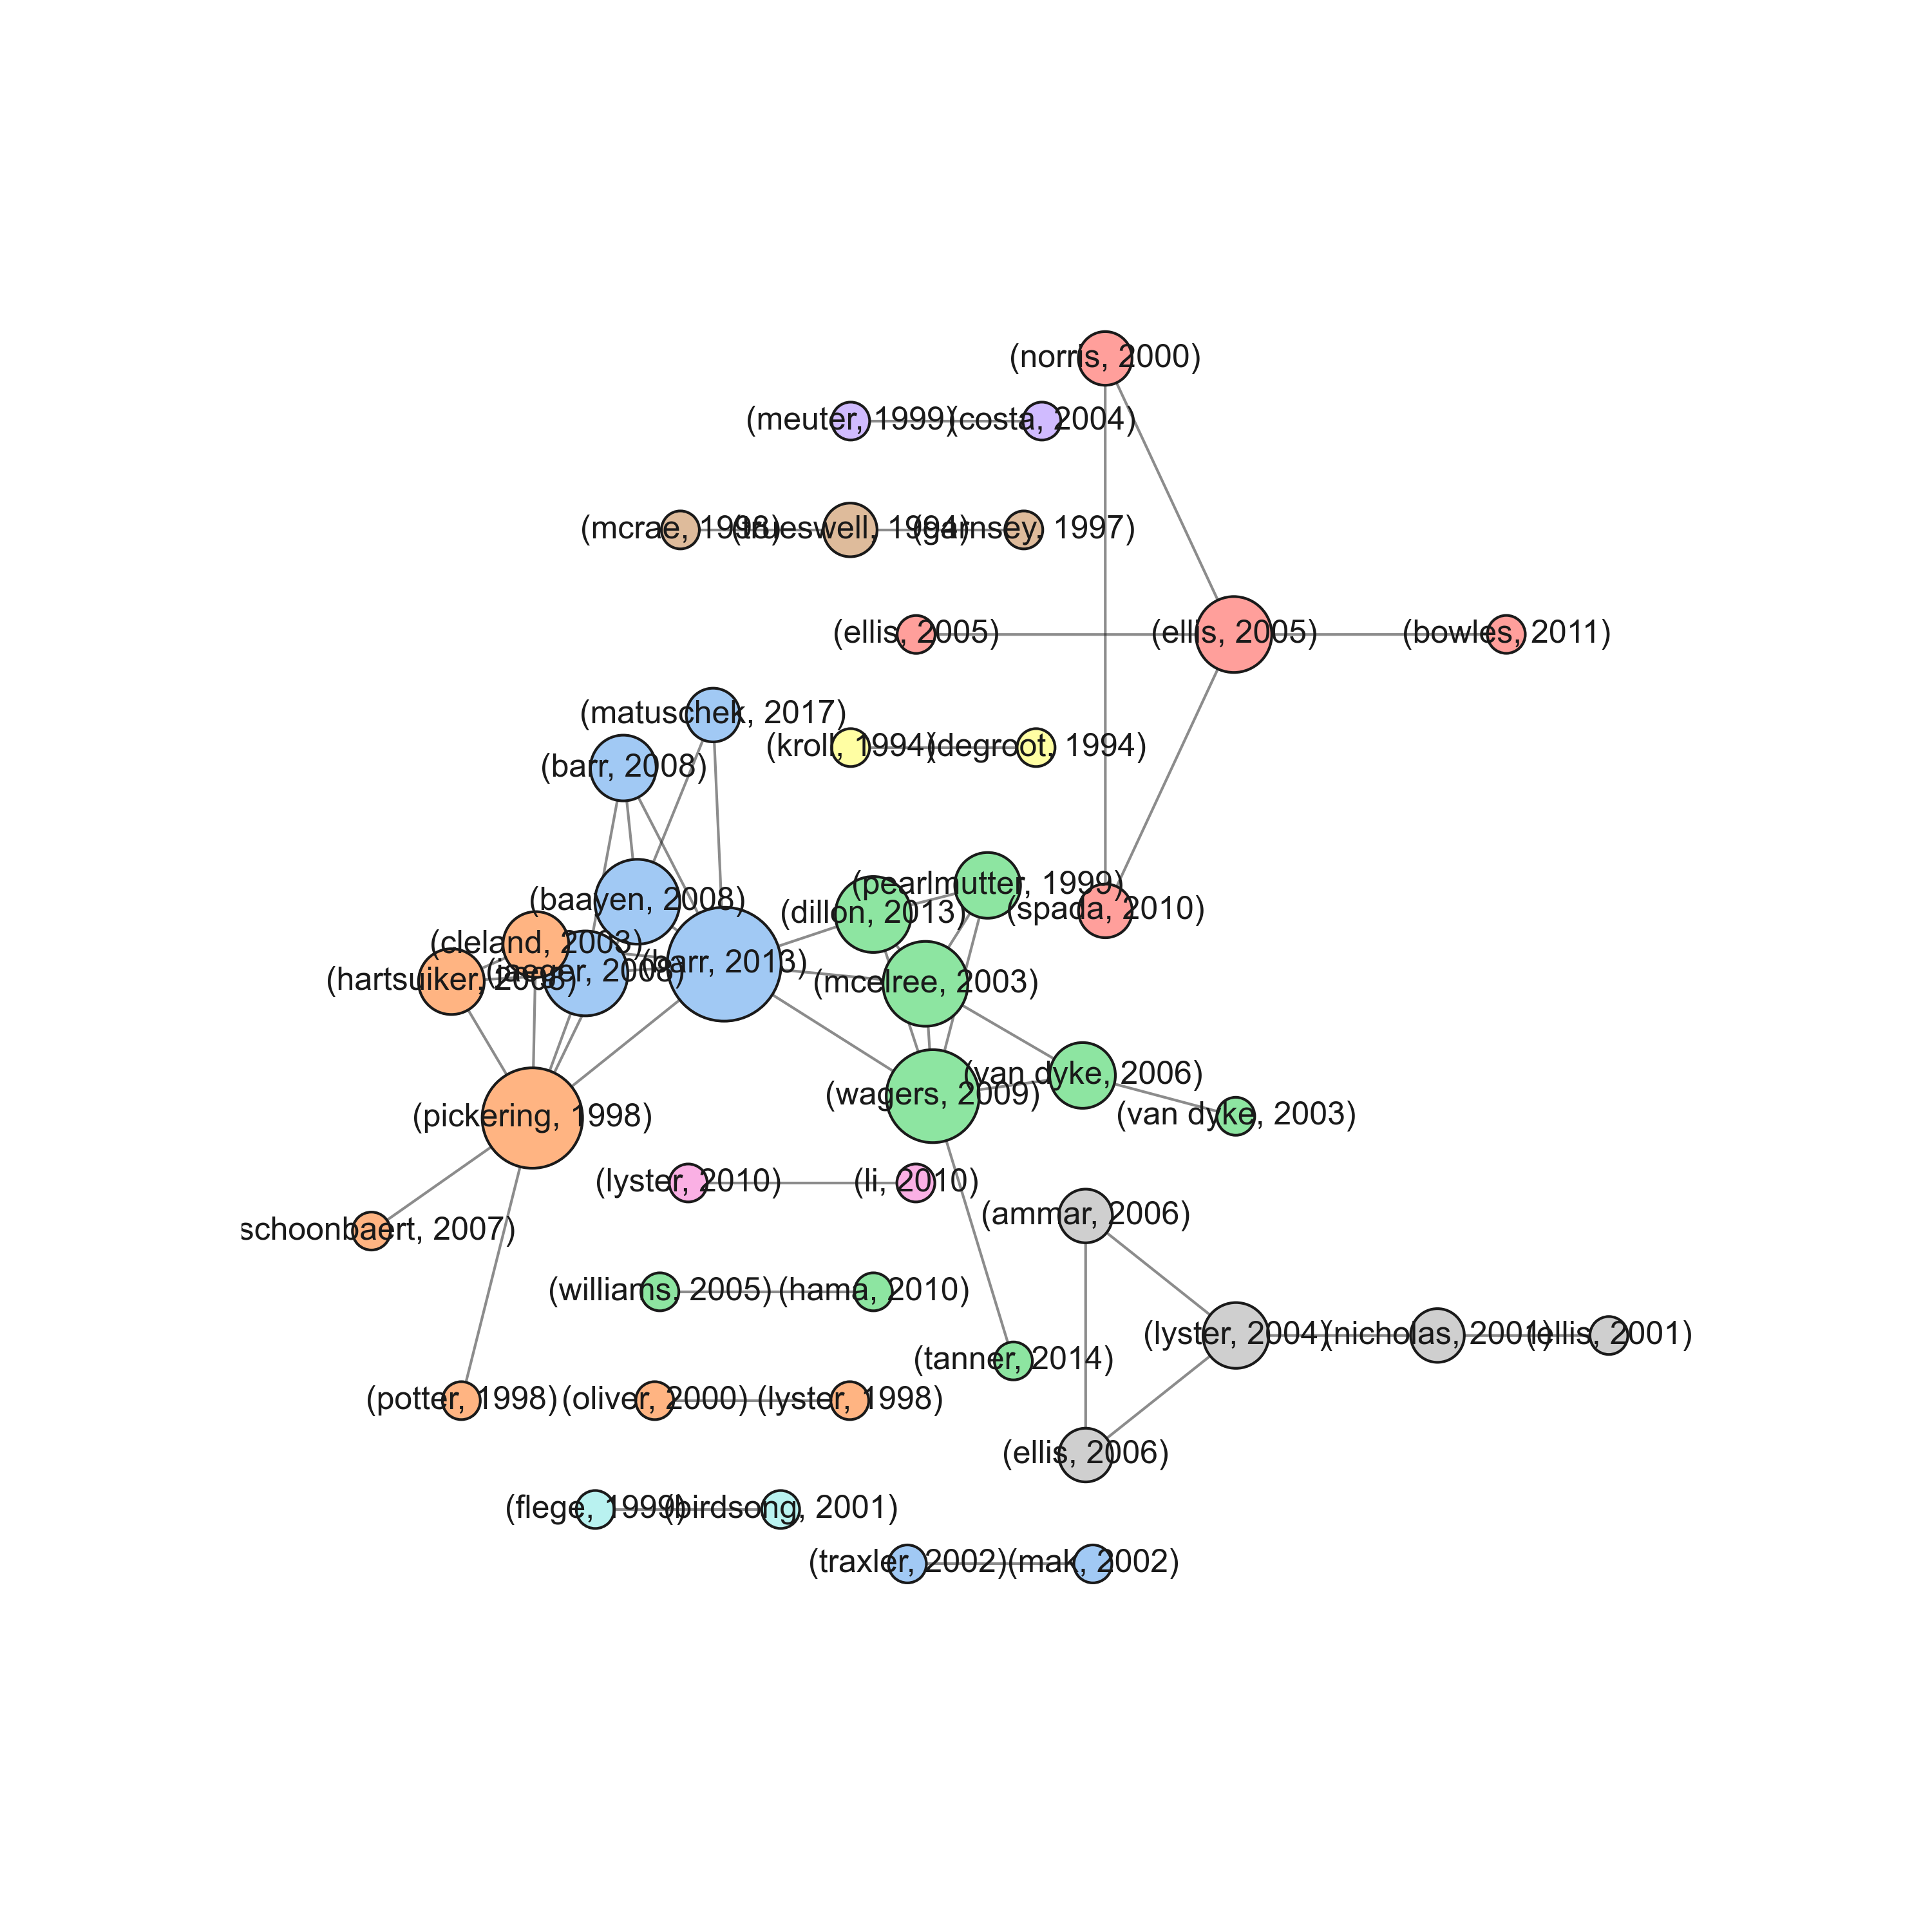 (norris, 2000)
(meuter, 1999)
(costa, 2004)
(mcrae, 1998)
(trueswell, 1994)
(garnsey, 1997)
(ellis, 2005)
(ellis, 2005)
(bowles, 2011)
(matuschek, 2017)
(kroll, 1994)
(degroot, 1994)
(barr, 2008)
(pearlmutter, 1999)
(baayen, 2008)
(dillon, 2013)
(spada, 2010)
(cleland, 2003)
(barr, 2013)
(jaeger, 2008)
(hartsuiker, 2008)
(mcelree, 2003)
(van dyke, 2006)
(wagers, 2009)
(pickering, 1998)
(van dyke, 2003)
(lyster, 2010)
(li, 2010)
(ammar, 2006)
schoonbaert, 2007)
(williams, 2005)
(hama, 2010)
(lyster, 2004)
(nicholas, 2001)
(ellis, 2001)
(tanner, 2014)
(potter, 1998)
(oliver, 2000)
(lyster, 1998)
(ellis, 2006)
(flege, 1999)
(birdsong, 2001)
(traxler, 2002)
(mak, 2002)